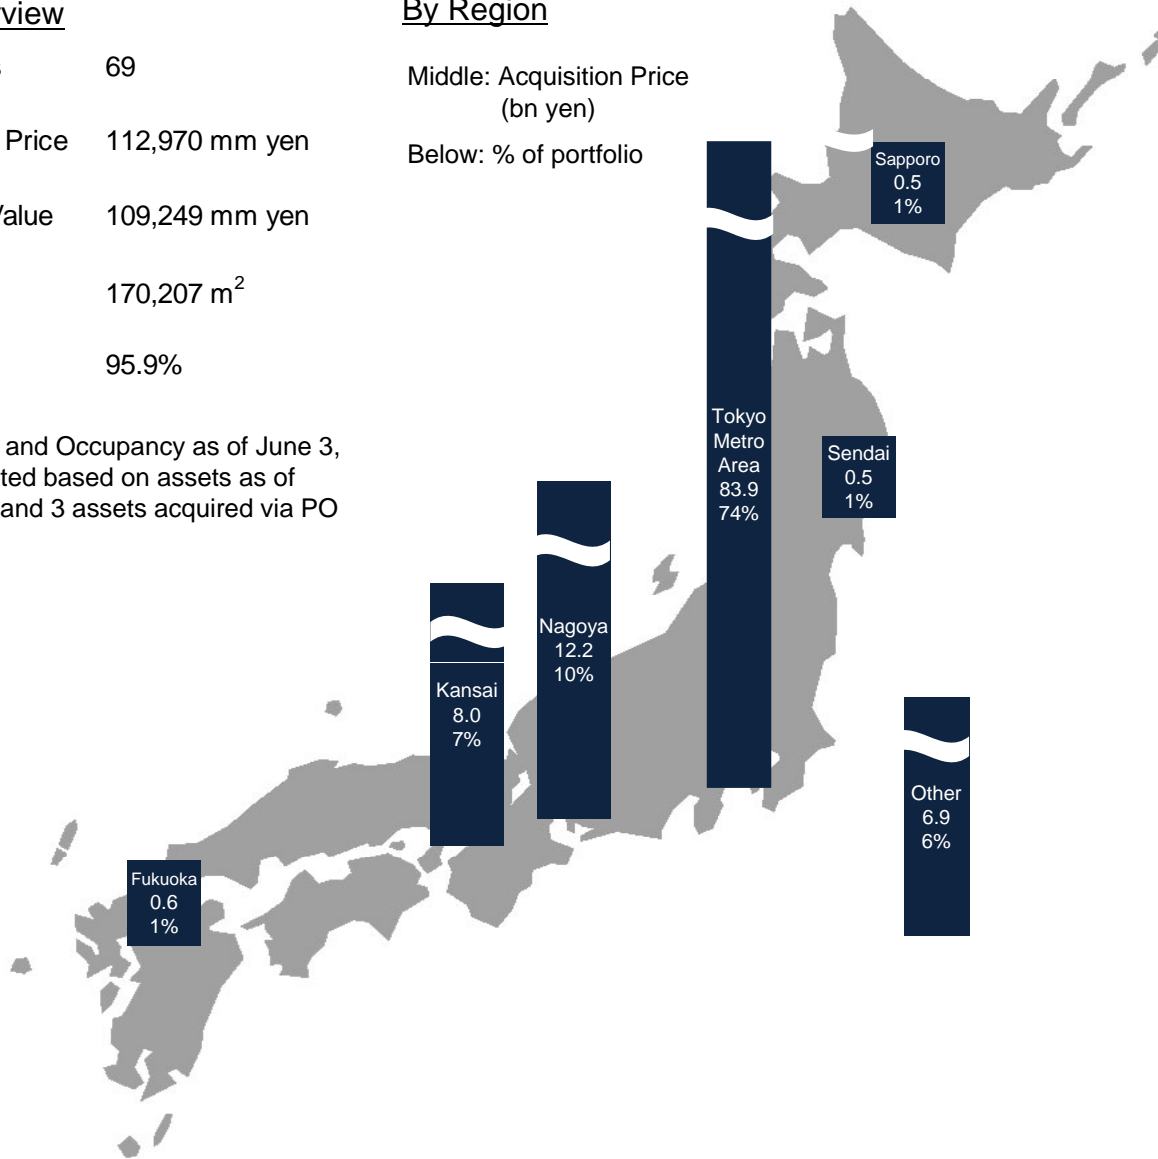 rview
s 69
Price 112,970 mm yen
Value 109,249 mm yen
170,207 m2
95.9%
and Occupancy as of June 3,
ted based on assets as of
and 3 assets acquired via PO
By Region
Middle: Acquisition Price
(bn yen)
Below: % of portfolio
Sapporo
0.5
1%
Tokyo
Metro
Area
83.9
74%
Sendai
0.5
1%
Nagoya
12.2
10%
Kansai
8.0
7%
Other
6.9
6%
Fukuoka
0.6
1%